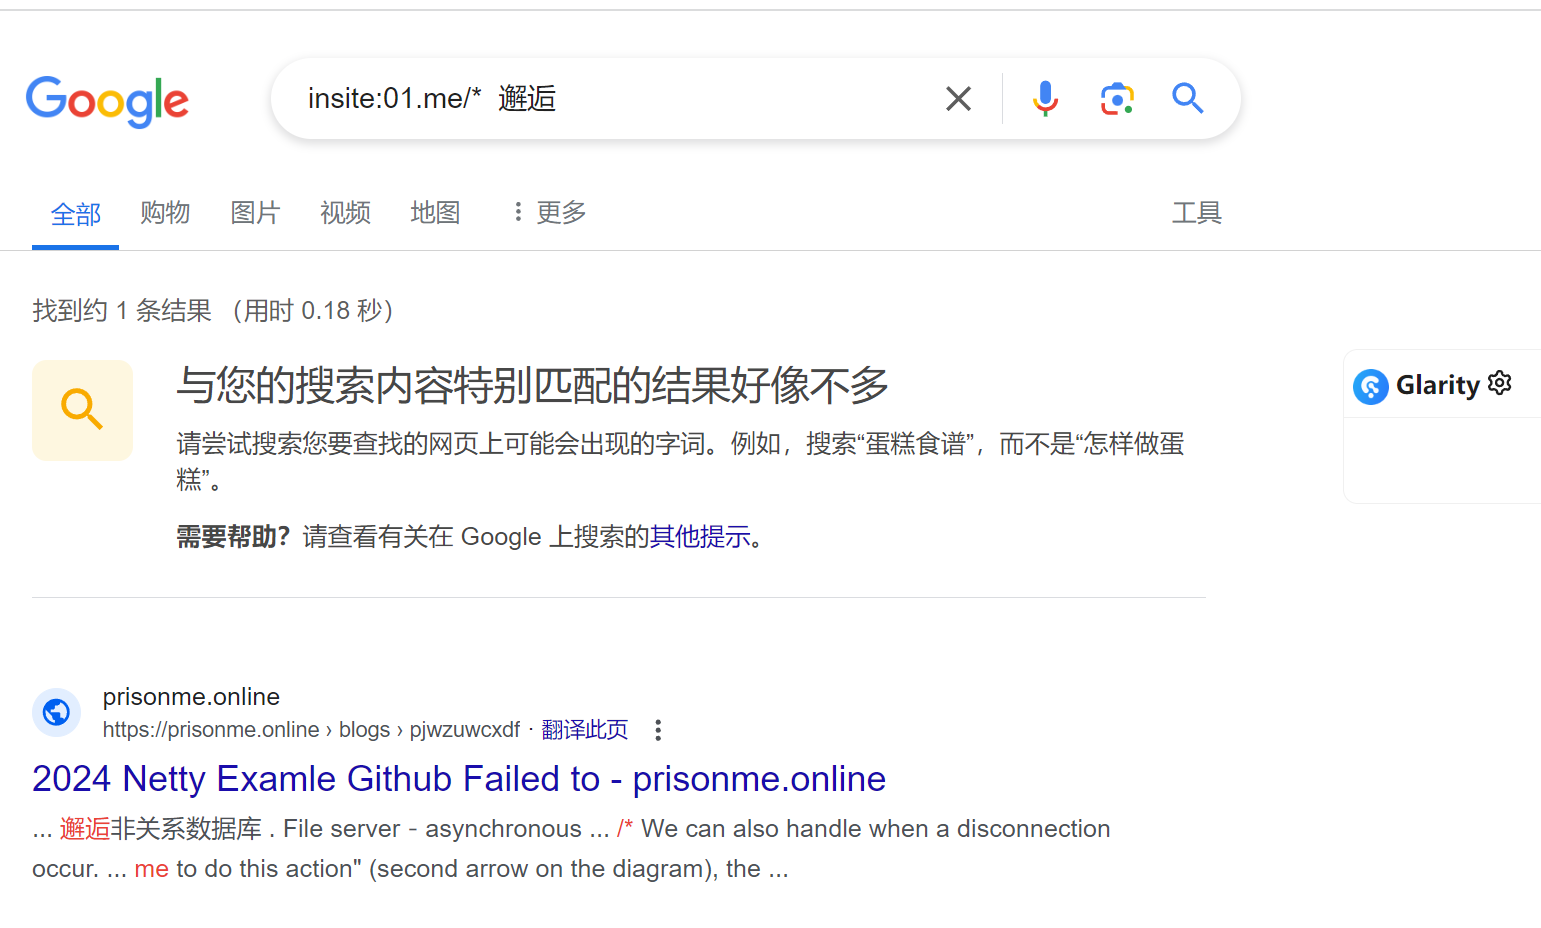 Google
insite:01.me/* 邂逅
全部 购物 图片 视频 地图 更多 工具
找到约 1 条结果 （用时 0.18 秒）
与您的搜索内容特别匹配的结果好像不多
请尝试搜索您要查找的网页上可能会出现的字词。例如，搜索“蛋糕食谱”，而不是“怎样做蛋
糕”。
需要帮助？请查看有关在 Google 上搜索的其他提示。
Glarity
prisonme.online
https://prisonme.online › blogs › pjwzuwcxdf · 翻译此页
2024 Netty Examle Github Failed to - prisonme.online
... 邂逅非关系数据库 . File server - asynchronous ... /* We can also handle when a disconnection
occur. ... me to do this action" (second arrow on the diagram), the ...